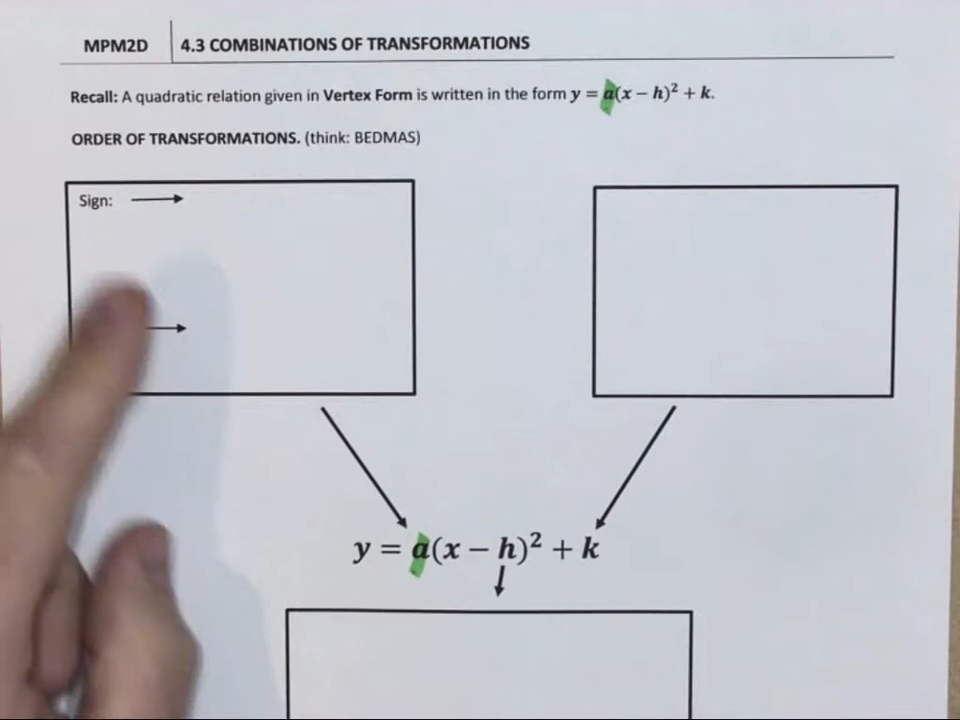 MPM2D 4.3 COMBINATIONS OF TRANSFORMATIONS
Recall: A quadratic relation given in Vertex Form is written in the form y = a(x − h)² + k.
ORDER OF TRANSFORMATIONS. (think: BEDMAS)
Sign:
y = a(x − h)² + k